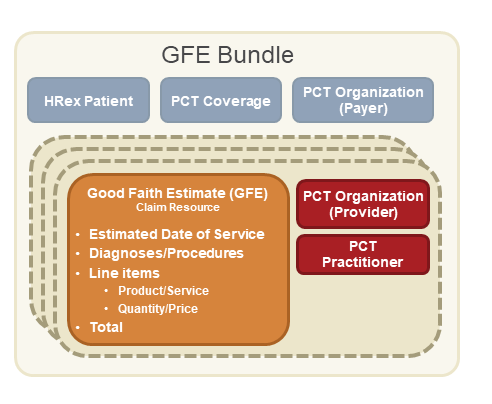 GFE Bundle
HRex Patient
PCT Coverage
PCT Organization
(Payer)
Good Faith Estimate (GFE)
Claim Resource
• Estimated Date of Service
• Diagnoses/Procedures
• Line items
• Product/Service
• Quantity/Price
• Total
PCT Organization
(Provider)
PCT
Practitioner